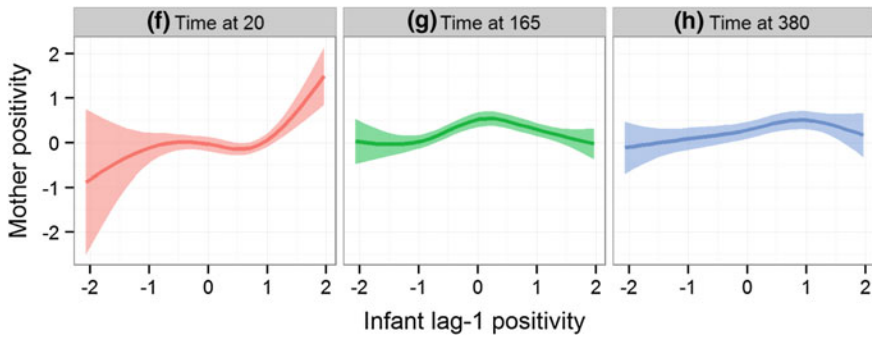 (f) Time at 20
(g) Time at 165
(h) Time at 380
Mother positivity
2
1
0
-1
-2
-2 -1 0 1 2
-2 -1 0 1 2
-2 -1 0 1 2
Infant lag-1 positivity